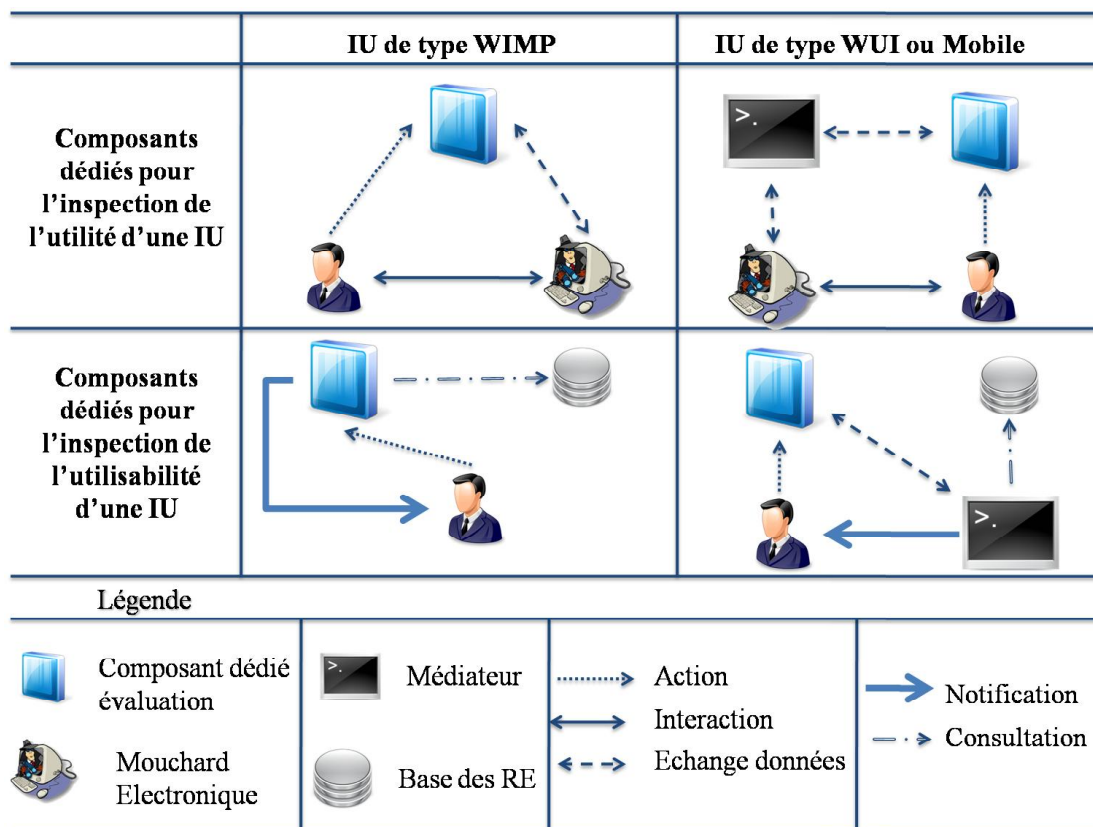 IU de type WIMP
IU de type WUI ou Mobile
Composants
dédiés pour
l'inspection de
l'utilité d'une IU
>.
Composants
dédiés pour
l'inspection de
l'utilisabilité
d'une IU
>.
Légende
Composant dédié
évaluation
>.
Médiateur
Action
Interaction
Echange données
Notification
Consultation
Mouchard
Electronique
Base des RE